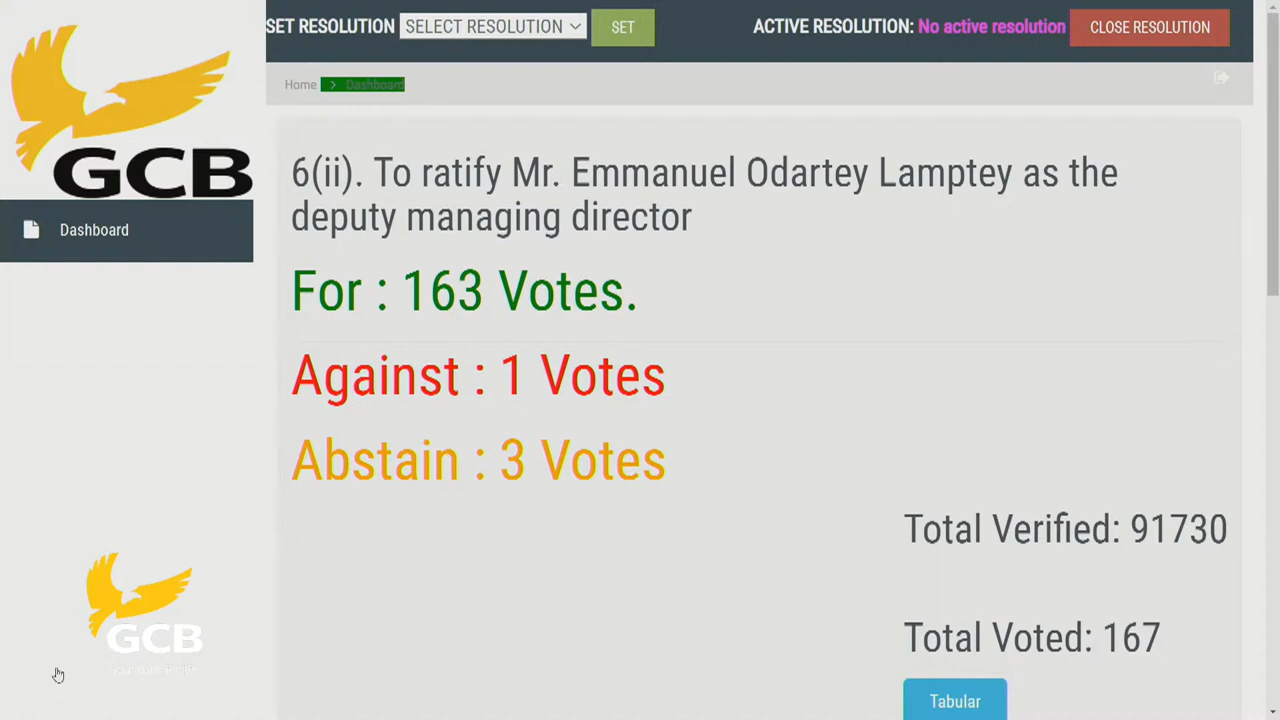 SET RESOLUTION SELECT RESOLUTION SET ACTIVE RESOLUTION: No active resolution CLOSE RESOLUTION
Home > Dashboard
GCB
Dashboard
6(ii). To ratify Mr. Emmanuel Odartey Lamptey as the
deputy managing director
For : 163 Votes.
Against : 1 Votes
Abstain : 3 Votes
Total Verified: 91730
Total Voted: 167
Tabular
GCB